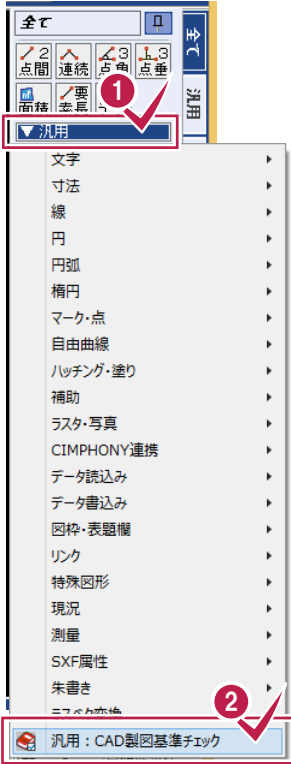 全て
点間 連続 点角 点垂
面積 要素長
1
▼ 汎用
全て
汎用
文字
寸法
線
円
円弧
楕円
マーク・点
自由曲線
ハッチング・塗り
補助
ラスタ・写真
CIMPHONY連携
データ読込み
データ書込み
図枠・表題欄
リンク
特殊図形
現況
測量
SXF属性
朱書き
2
汎用：CAD製図基準チェック